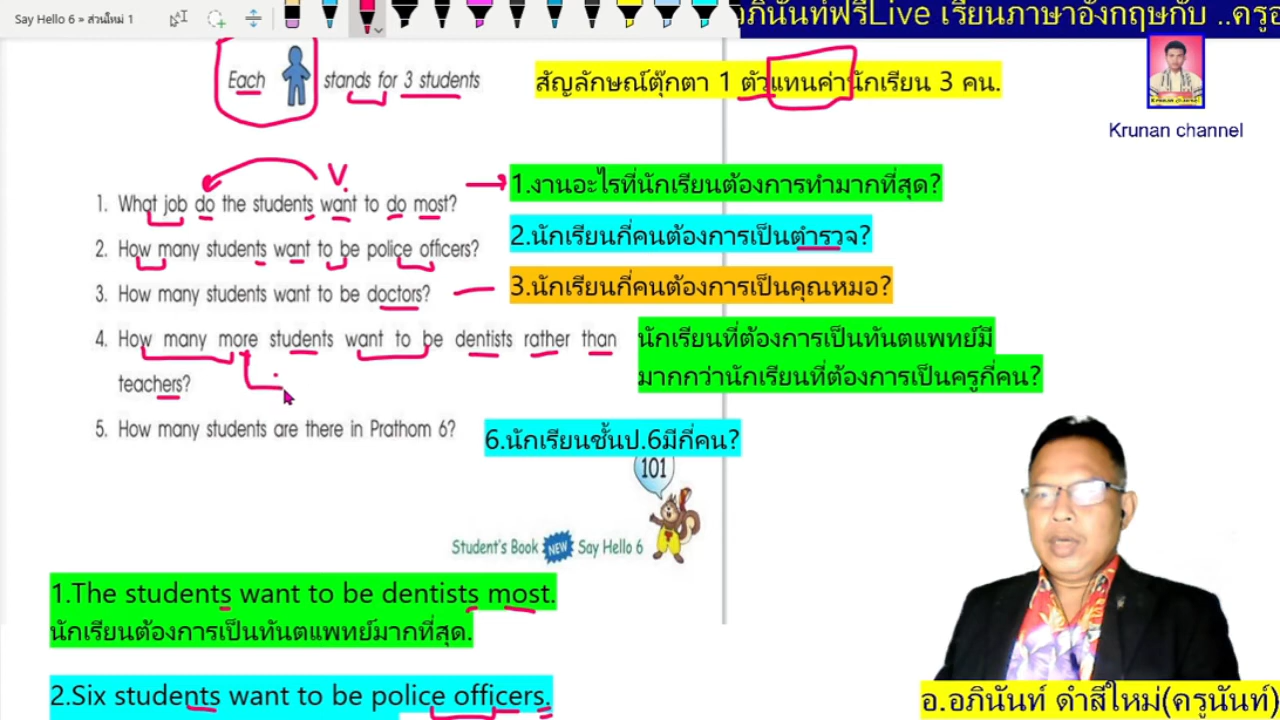 Say Hello 6 » ส่วนใหม่ 1
อภินันท์ฟรีLive เรียนภาษาอังกฤษกับ ..ครูอ
Each stands for 3 students
สัญลักษณ์ตุ๊กตา 1 ตัวแทนค่านักเรียน 3 คน.
Krunan channel
Krunan channel
V.
1. What job do the students want to do most?
1.งานอะไรที่นักเรียนต้องการทำมากที่สุด?
2. How many students want to be police officers?
2.นักเรียนกี่คนต้องการเป็นตำรวจ?
3. How many students want to be doctors?
3.นักเรียนกี่คนต้องการเป็นคุณหมอ?
4. How many more students want to be dentists rather than
teachers?
นักเรียนที่ต้องการเป็นทันตแพทย์มี
มากกว่านักเรียนที่ต้องการเป็นครูกี่คน?
5. How many students are there in Prathom 6?
6.นักเรียนชั้นป.6มีกี่คน?
101
Student's Book NEW Say Hello 6
1.The students want to be dentists most.
นักเรียนต้องการเป็นทันตแพทย์มากที่สุด.
2.Six students want to be police officers.
อ.อภินันท์ ดำสีใหม่(ครูนันท์)